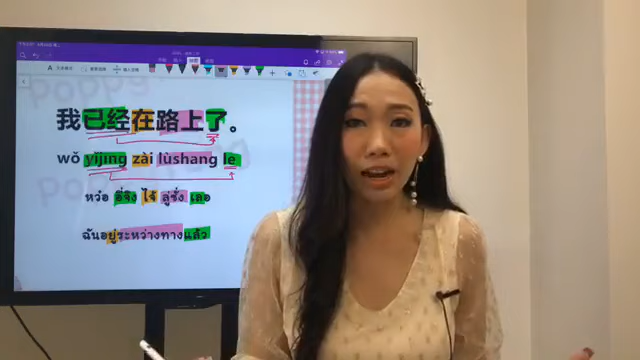 我已经在路上了。
wǒ yǐjīng zài lùshang le
หว่อ อี่จิง ไจ้ ลู่ชั่ง เลอ
ฉันอยู่ระหว่างทางแล้ว